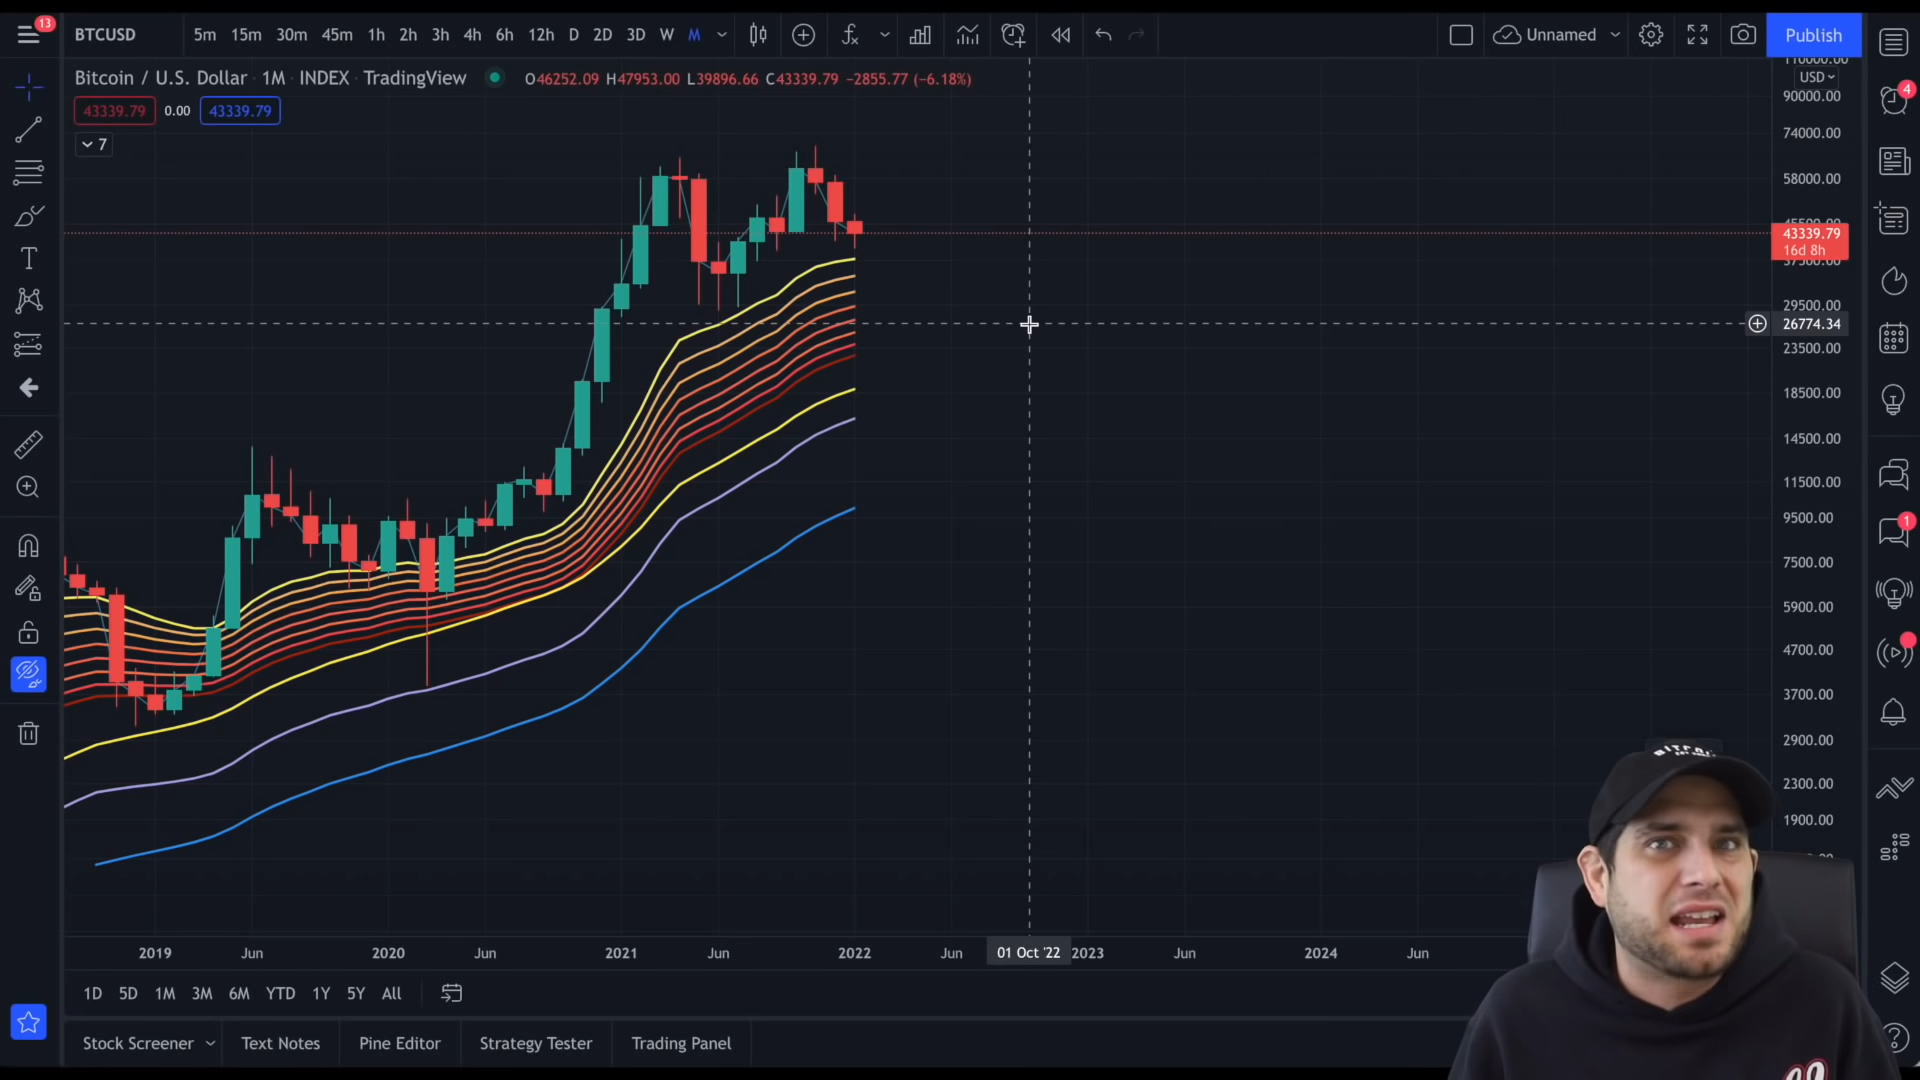 13
BTCUSD 5m 15m 30m 45m 1h 2h 3h 4h 6h 12h D 2D 3D W M Unnamed Publish
Bitcoin / U.S. Dollar · 1M · INDEX · TradingView O46252.09 H47953.00 L39896.66 C43339.79 −2855.77 (−6.18%)
43339.79 0.00 43339.79
7
USD
90000.00
74000.00
58000.00
43339.79
16d 8h
29500.00
26774.34
23500.00
18500.00
14500.00
11500.00
9500.00
7500.00
5900.00
4700.00
3700.00
2900.00
2300.00
1900.00
4
1
T
2019 Jun 2020 Jun 2021 Jun 2022 Jun 01 Oct '22 2023 Jun 2024 Jun
1D 5D 1M 3M 6M YTD 1Y 5Y All
Stock Screener Text Notes Pine Editor Strategy Tester Trading Panel